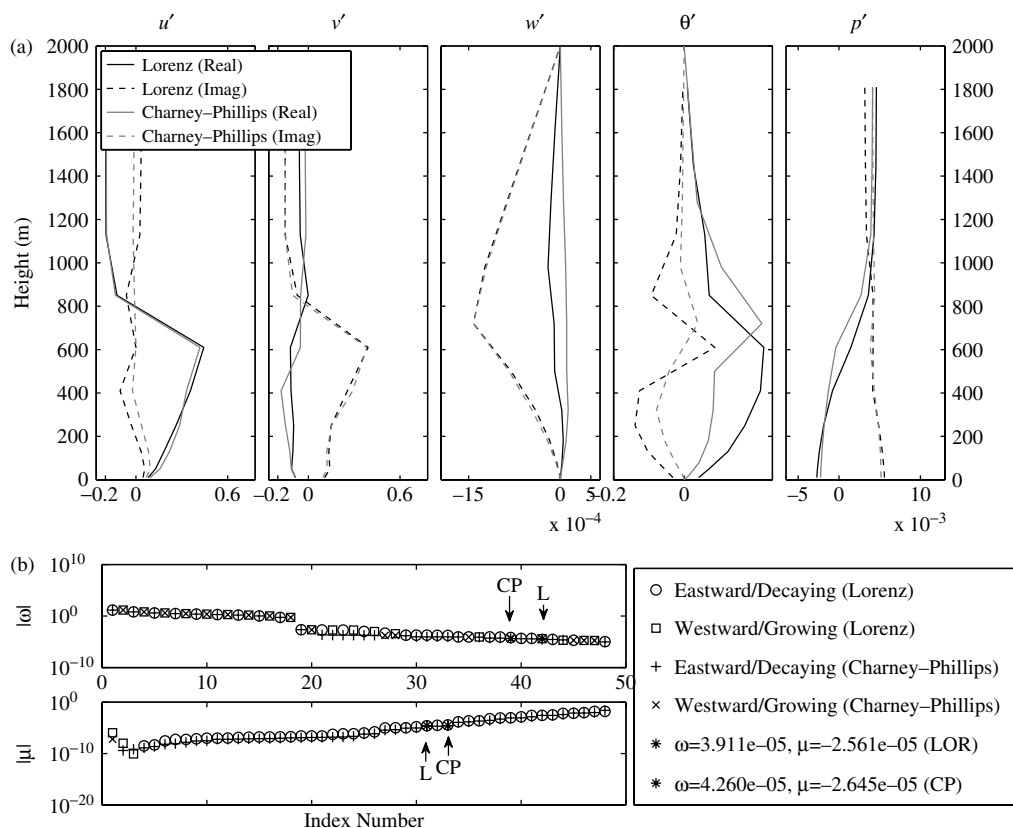 u′ v′ w′ θ′ p′
(a)
2000 2000
1800 1800
1600 1600
1400 1400
1200 1200
1000 1000
800 800
600 600
400 400
200 200
0 0
Height (m)
Lorenz (Real)
Lorenz (Imag)
Charney–Phillips (Real)
Charney–Phillips (Imag)
−0.2 0 0.6 −0.2 0 0.6 −15 0 5 0.2 0 −5 0 10
x 10⁻⁴ x 10⁻³
(b)
10¹⁰
10⁰
10⁻¹⁰
|ω|
CP
L
0 10 20 30 40 50
10⁰
10⁻¹⁰
10⁻²⁰
|μ|
L
CP
0 10 20 30 40 50
Index Number
Eastward/Decaying (Lorenz)
Westward/Growing (Lorenz)
Eastward/Decaying (Charney–Phillips)
Westward/Growing (Charney–Phillips)
ω=3.911e−05, μ=−2.561e−05 (LOR)
ω=4.260e−05, μ=−2.645e−05 (CP)